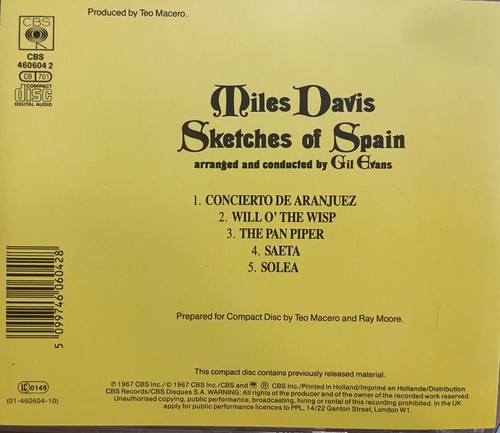 Produced by Teo Macero.
CBS
CBS
460604 2
CB 701
COMPACT
disc
DIGITAL AUDIO
Miles Davis
Sketches of Spain
arranged and conducted by Gil Evans
1. CONCIERTO DE ARANJUEZ
2. WILL O' THE WISP
3. THE PAN PIPER
4. SAETA
5. SOLEA
5 099746 060428
Prepared for Compact Disc by Teo Macero and Ray Moore.
This compact disc contains previously released material.
LC 0149
(01-460604-10)
℗ 1967 CBS Inc./ © 1967 CBS Inc./CBS and ® CBS Inc./Printed in Holland/Imprimé en Hollande/Distribution
CBS Records/CBS Disques S.A. WARNING: All rights of the producer and of the owner of the recorded work reserved.
Unauthorised copying, public performance, broadcasting, hiring or rental of this recording prohibited. In the UK
apply for public performance licences to PPL, 14/22 Ganton Street, London W1.